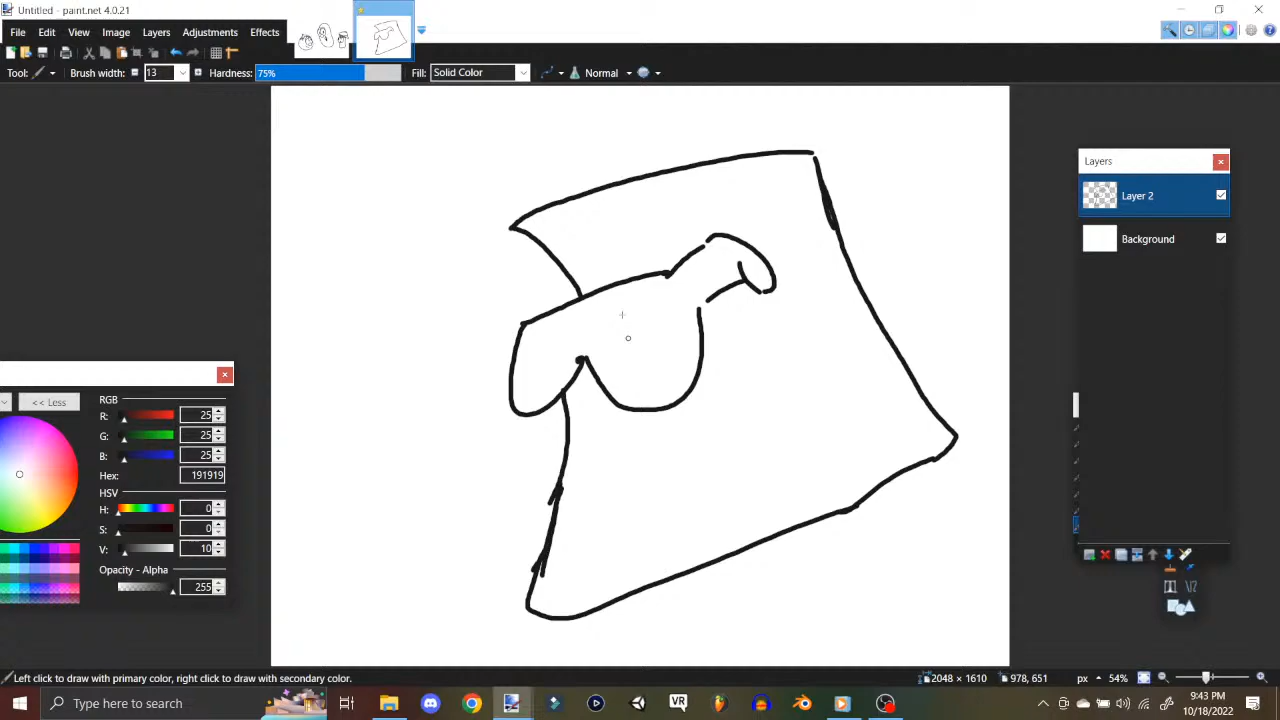 Untitled - paint.net 4.0.21
File Edit View Image Layers Adjustments Effects
Tool: Brush width: 13 Hardness: 75% Fill: Solid Color Normal
Layers
Layer 2
Background
<< Less
RGB
R: 25
G: 25
B: 25
Hex: 191919
HSV
H: 0
S: 0
V: 10
Opacity - Alpha
255
Left click to draw with primary color, right click to draw with secondary color.
2048 × 1610 978, 651 px 54%
Type here to search
VR
9:43 PM
10/18/2022